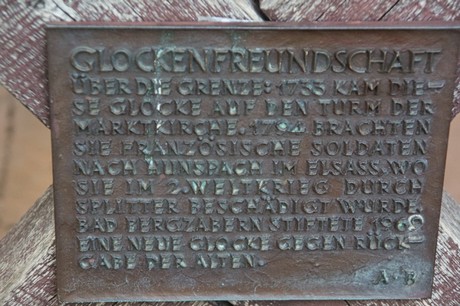 GLOCKENFREUNDSCHAFT
ÜBER DIE GRENZE: 1755 KAM DIE-
SE GLOCKE AUF DEN TURM DER
MARKTKIRCHE. 1794 BRACHTEN
SIE FRANZÖSISCHE SOLDATEN
NACH HUNSPACH IM ELSASS, WO
SIE IM 2. WELTKRIEG DURCH
SPLITTER BESCHÄDIGT WURDE.
BAD BERGZABERN STIFTETE
EINE NEUE GLOCKE GEGEN RÜCK
GABE DER ALTEN.
A·B